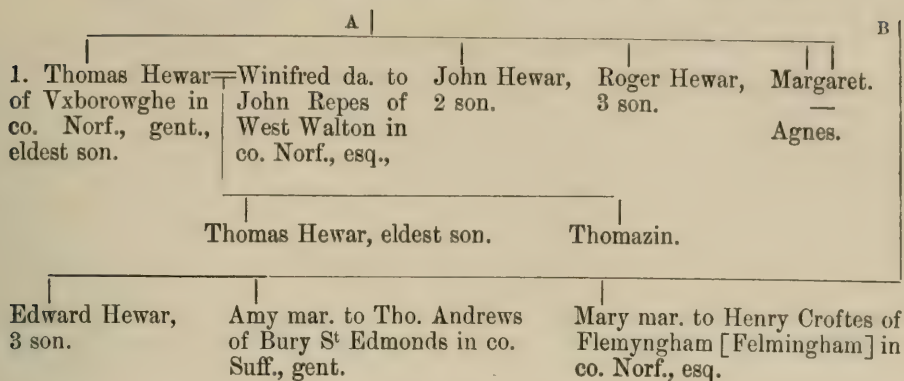 A
B
1. Thomas Hewar
of Vxborowghe in
co. Norf., gent.,
eldest son.
Winifred da. to
John Repes of
West Walton in
co. Norf., esq.,
John Hewar,
2 son.
Roger Hewar,
3 son.
Margaret.
—
Agnes.
Thomas Hewar, eldest son.
Thomazin.
Edward Hewar,
3 son.
Amy mar. to Tho. Andrews
of Bury St Edmonds in co.
Suff., gent.
Mary mar. to Henry Croftes of
Flemyngham [Felmingham] in
co. Norf., esq.